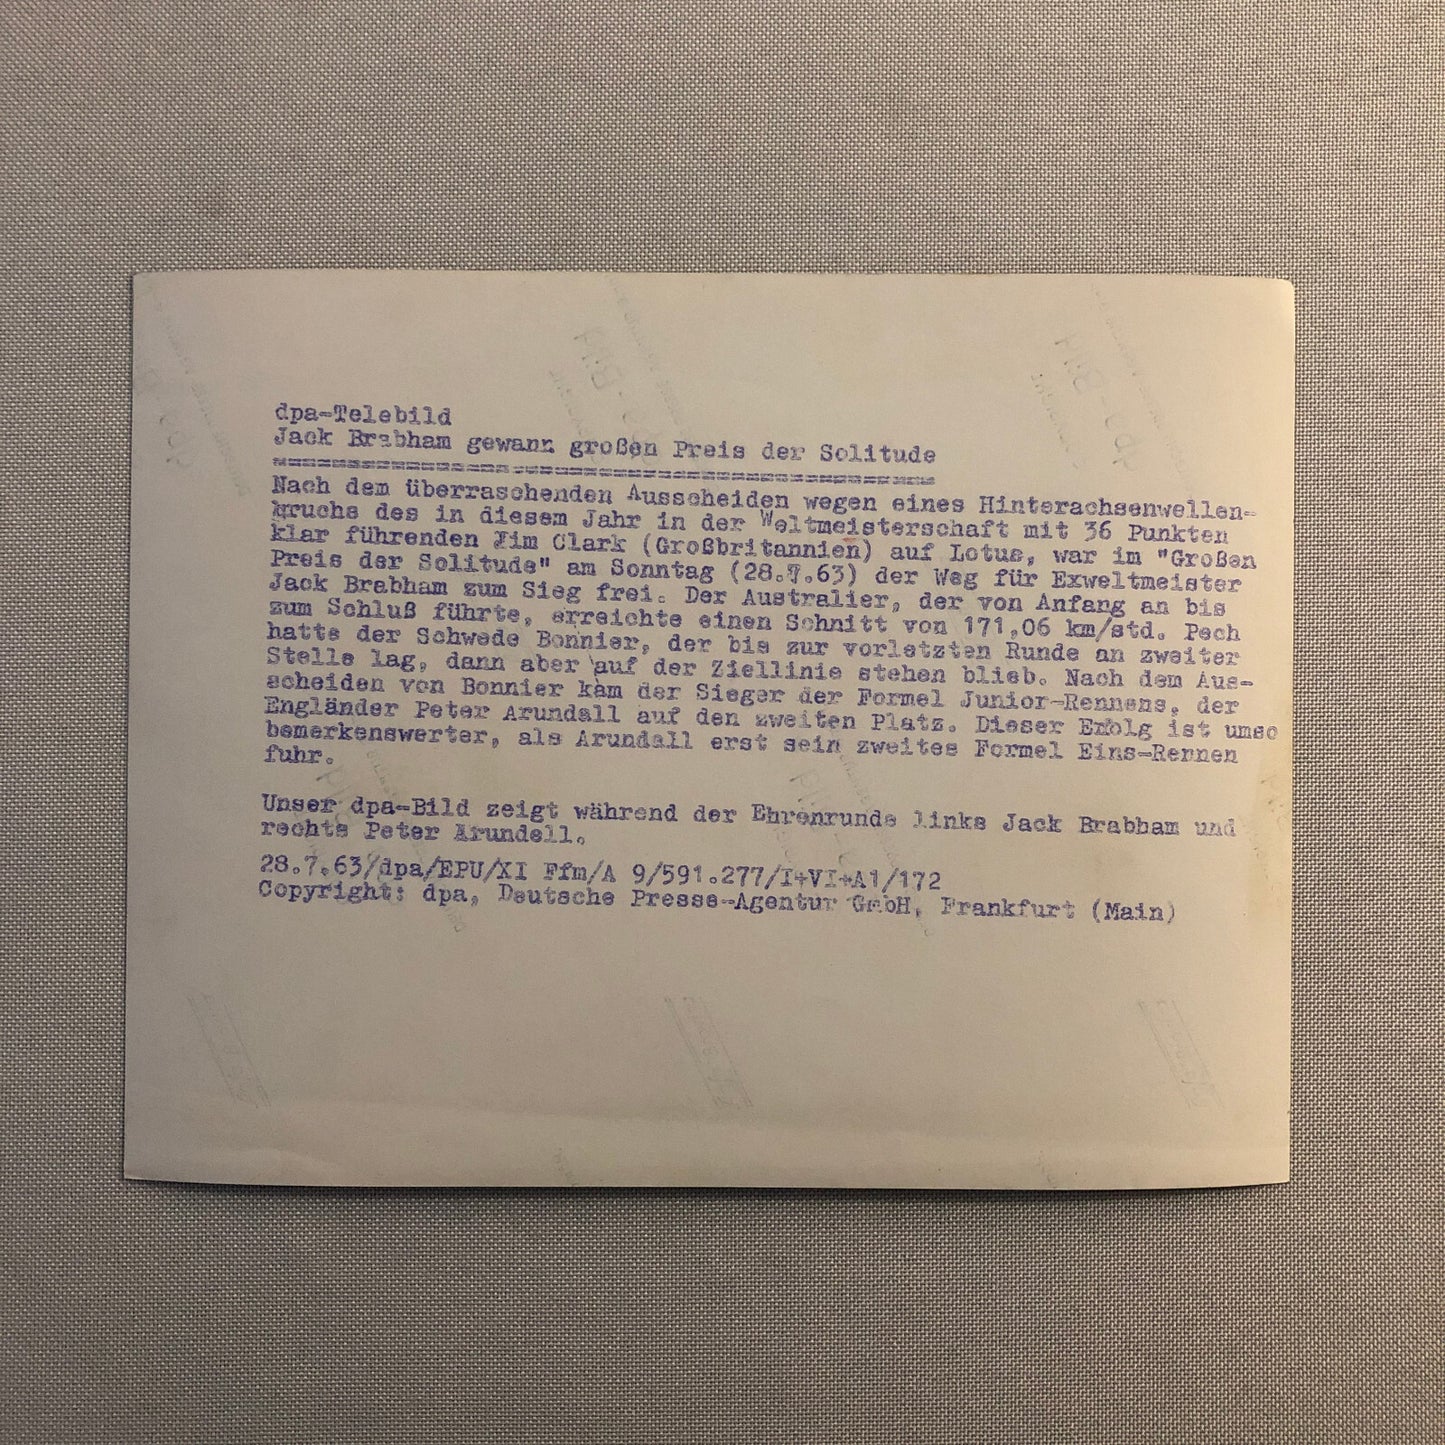 dpa-Telebild
Jack Brabham gewann großen Preis der Solitude
Nach dem überraschenden Ausscheiden wegen eines Hinterachsenwellen-
bruchs des in diesem Jahr in der Weltmeisterschaft mit 36 Punkten
klar führenden Jim Clark (Großbritannien) auf Lotus, war im "Großen
Preis der Solitude" am Sonntag (28.7.63) der Weg für Exweltmeister
Jack Brabham zum Sieg frei. Der Australier, der von Anfang an bis
zum Schluß führte, erreichte einen Schnitt von 171,06 km/std. Pech
hatte der Schwede Bonnier, der bis zur vorletzten Runde an zweiter
Stelle lag, dann aber auf der Ziellinie stehen blieb. Nach dem Aus-
scheiden von Bonnier kam der Sieger der Formel Junior-Rennens, der
Engländer Peter Arundall auf den zweiten Platz. Dieser Erfolg ist umso
bemerkenswerter, als Arundall erst sein zweites Formel Eins-Rennen
fuhr.
Unser dpa-Bild zeigt während der Ehrenrunde links Jack Brabham und
rechts Peter Arundell.
28.7.63/dpa/EPU/XI Ffm/A 9/591.277/I+VI+A1/172
Copyright: dpa, Deutsche Presse-Agentur GmbH, Frankfurt (Main)